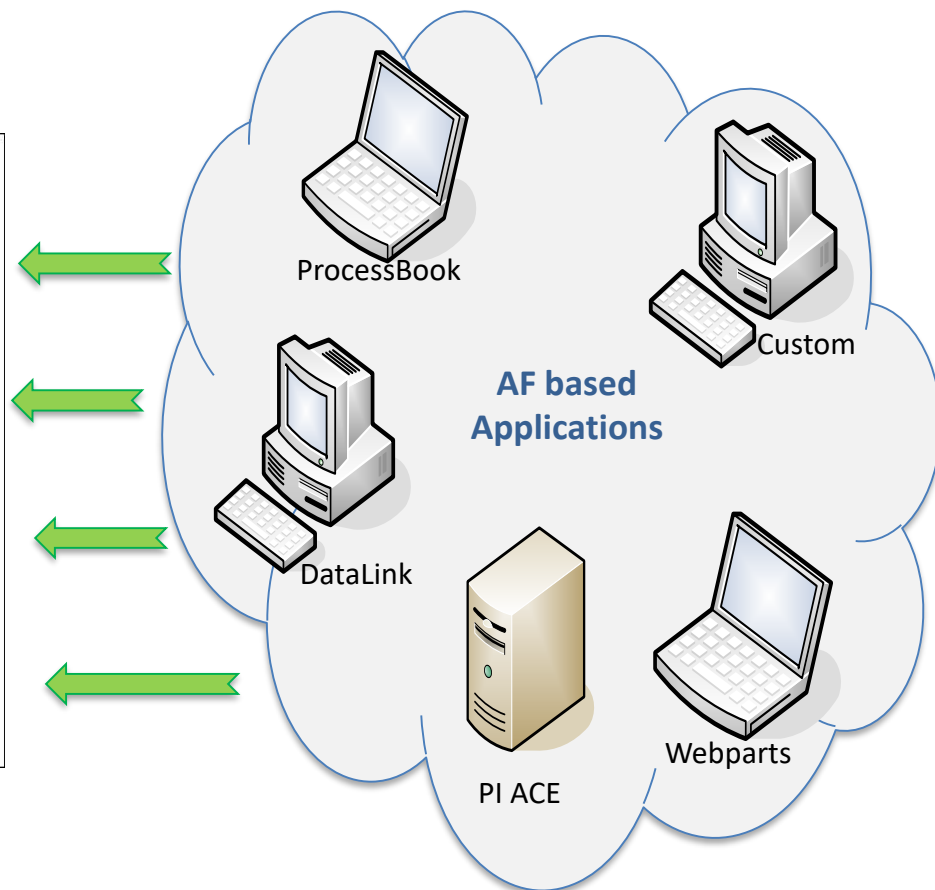 ProcessBook
Custom
AF based
Applications
DataLink
Webparts
PI ACE